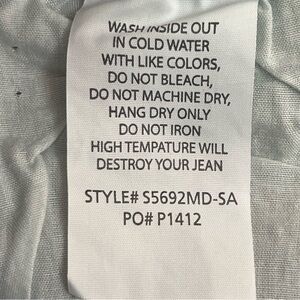 WASH INSIDE OUT
IN COLD WATER
WITH LIKE COLORS,
DO NOT BLEACH,
DO NOT MACHINE DRY,
HANG DRY ONLY
DO NOT IRON
HIGH TEMPATURE WILL
DESTROY YOUR JEAN
STYLE# S5692MD-SA
PO# P1412